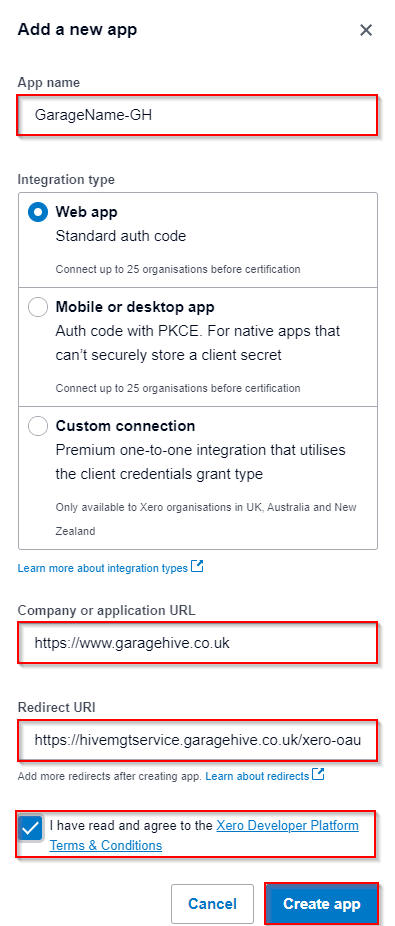 Add a new app
App name
GarageName-GH
Integration type
Web app
Standard auth code
Connect up to 25 organisations before certification
Mobile or desktop app
Auth code with PKCE. For native apps that
can't securely store a client secret
Connect up to 25 organisations before certification
Custom connection
Premium one-to-one integration that utilises
the client credentials grant type
Only available to Xero organisations in UK, Australia and New
Zealand
Learn more about integration types
Company or application URL
https://www.garagehive.co.uk
Redirect URI
https://hivemgtservice.garagehive.co.uk/xero-oau
Add more redirects after creating app. Learn about redirects
I have read and agree to the Xero Developer Platform
Terms & Conditions
Cancel Create app